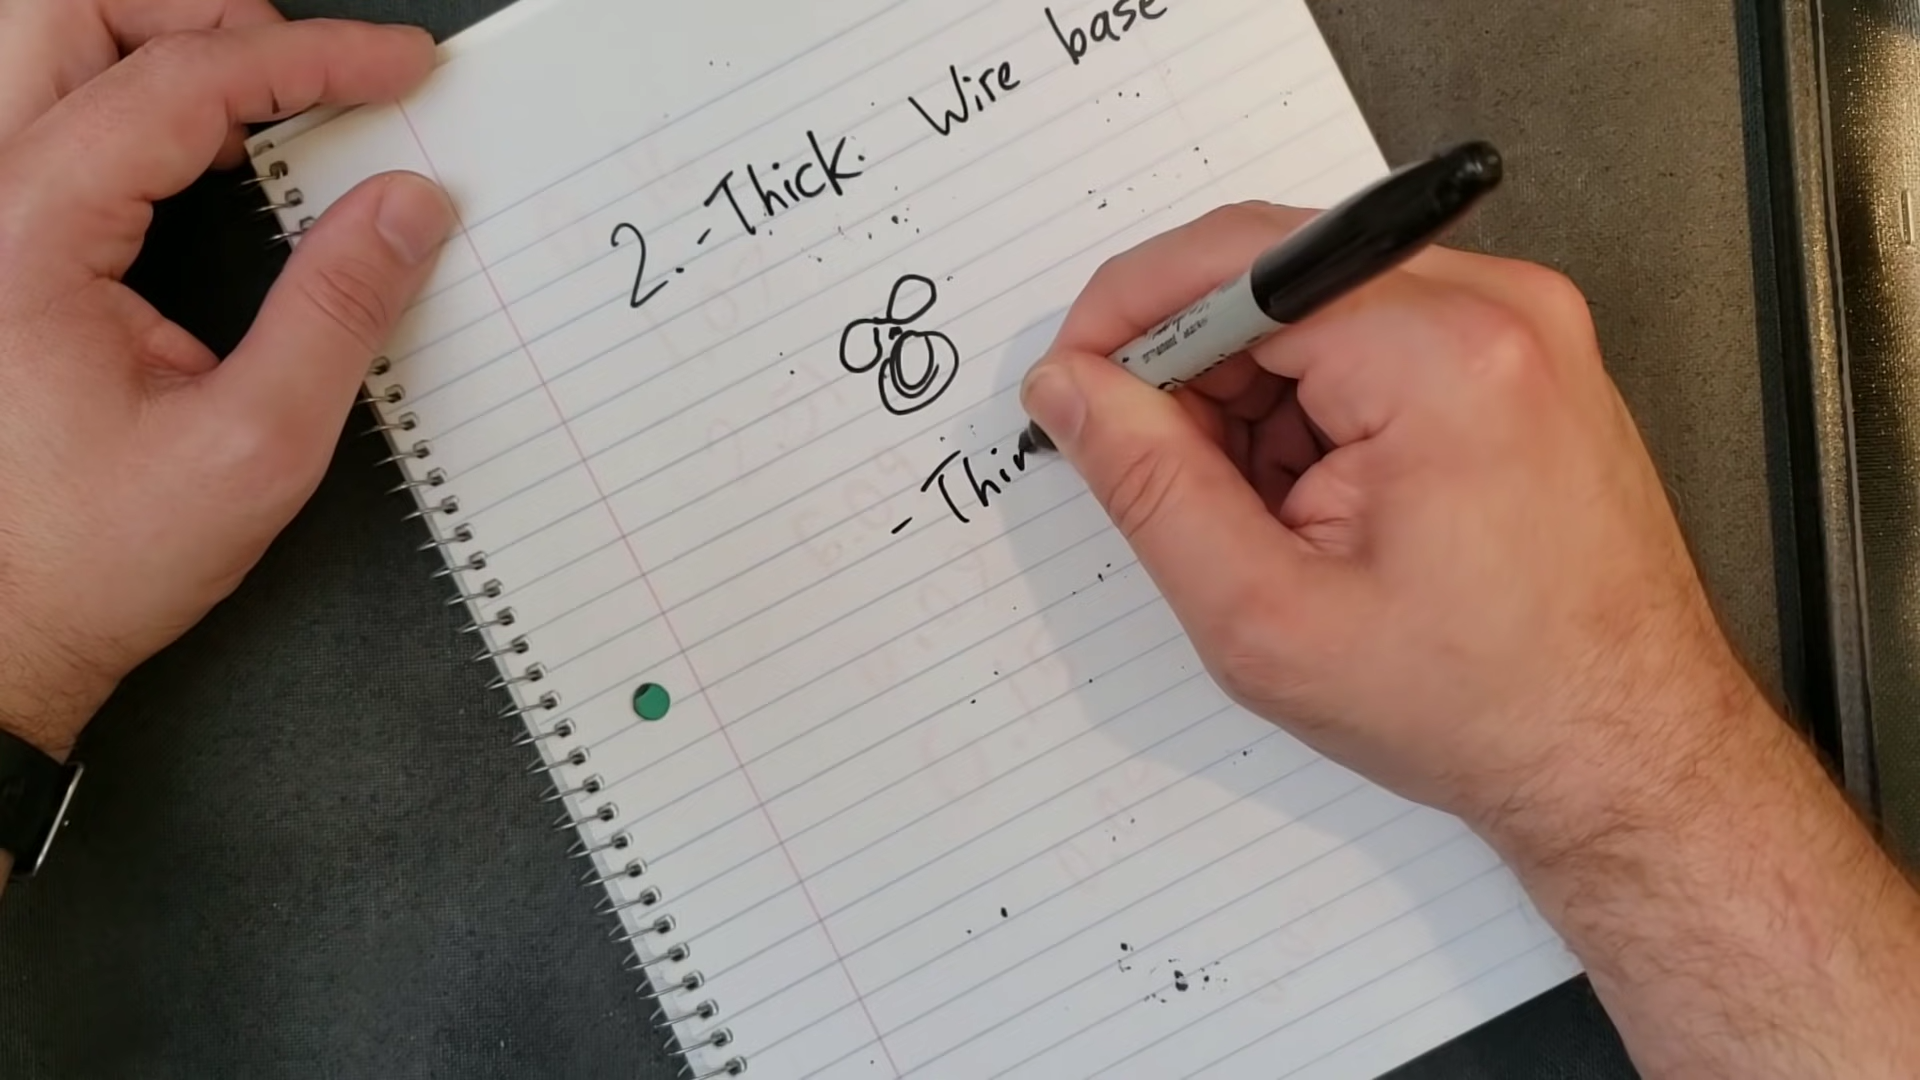 2. - Thick. Wire base
- Thin